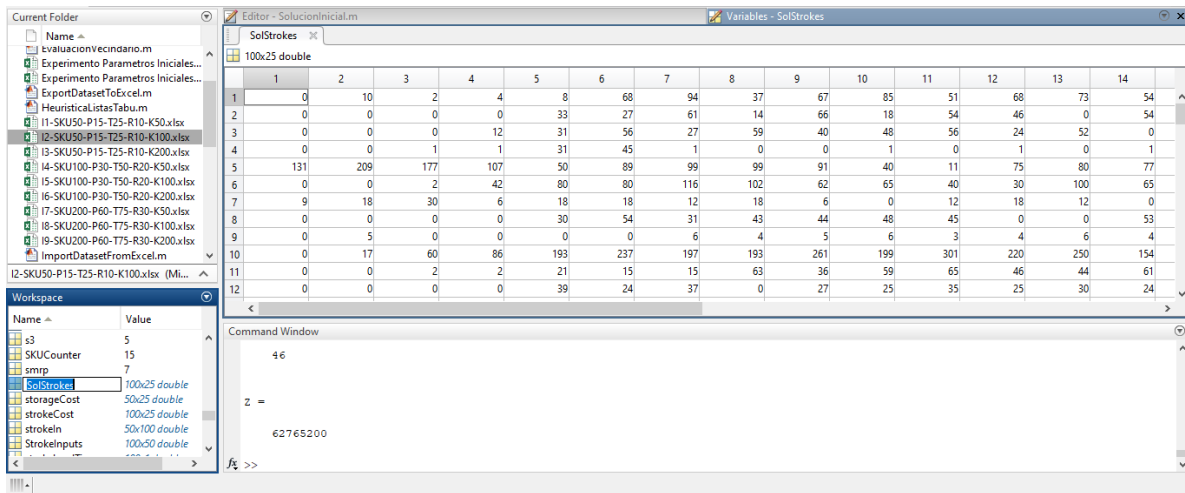 Current Folder
Name
EvaluacionVecindario.m
Experimento Parametros Iniciales...
Experimento Parametros Iniciales...
ExportDatasetToExcel.m
HeuristicaListasTabu.m
I1-SKU50-P15-T25-R10-K50.xlsx
I2-SKU50-P15-T25-R10-K100.xlsx
I3-SKU50-P15-T25-R10-K200.xlsx
I4-SKU100-P30-T50-R20-K50.xlsx
I5-SKU100-P30-T50-R20-K100.xlsx
I6-SKU100-P30-T50-R20-K200.xlsx
I7-SKU200-P60-T75-R30-K50.xlsx
I8-SKU200-P60-T75-R30-K100.xlsx
I9-SKU200-P60-T75-R30-K200.xlsx
ImportDatasetFromExcel.m
I2-SKU50-P15-T25-R10-K100.xlsx (Mi...
Workspace
Name Value
s3 5
SKUCounter 15
smrp 7
SolStrokes 100x25 double
storageCost 50x25 double
strokeCost 100x25 double
strokeIn 50x100 double
StrokeInputs 100x50 double
Editor - SolucionInicial.m
Variables - SolStrokes
SolStrokes
100x25 double
1 2 3 4 5 6 7 8 9 10 11 12 13 14
1 0 10 2 4 8 68 94 37 67 85 51 68 73 54
2 0 0 0 0 33 27 61 14 66 18 54 46 0 54
3 0 0 0 12 31 56 27 59 40 48 56 24 52 0
4 0 0 1 1 31 45 1 0 0 1 0 1 0 1
5 131 209 177 107 50 89 99 99 91 40 11 75 80 77
6 0 0 2 42 80 80 116 102 62 65 40 30 100 65
7 9 18 30 6 18 18 12 18 6 0 12 18 12 0
8 0 0 0 0 30 54 31 43 44 48 45 0 0 53
9 0 5 0 0 0 0 6 4 5 6 3 4 6 4
10 0 17 60 86 193 237 197 193 261 199 301 220 250 154
11 0 0 2 2 21 15 15 63 36 59 65 46 44 61
12 0 0 0 0 39 24 37 0 27 25 35 25 30 24
Command Window
46
Z =
62765200
fx >>